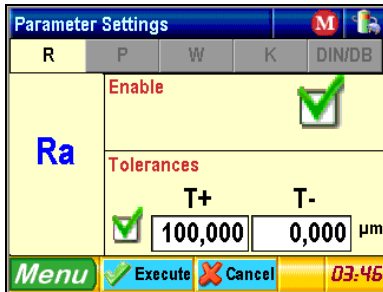 Parameter Settings M
R P W K DIN/DB
Enable
Ra
Tolerances
T+ T-
100,000 0,000 µm
Menu Execute Cancel 03:46